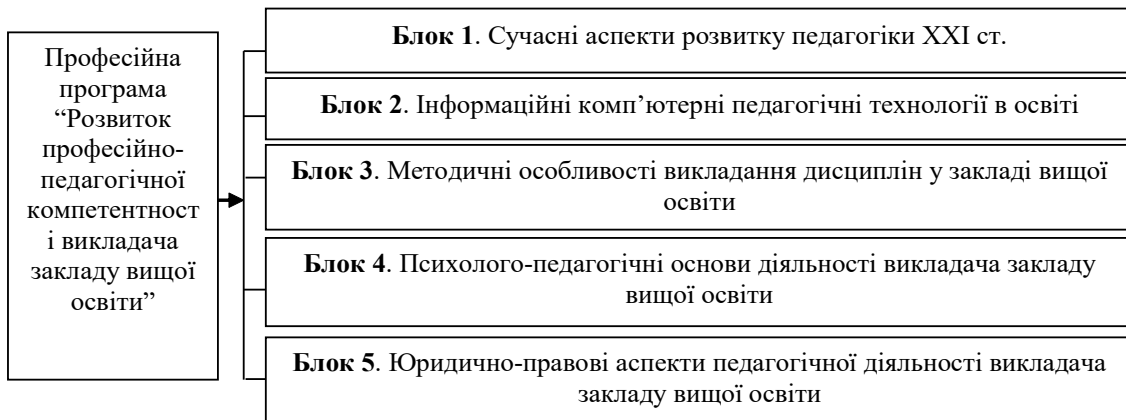 Професійна
програма
“Розвиток
професійно-
педагогічної
компетентност
і викладача
закладу вищої
освіти”
Блок 1. Сучасні аспекти розвитку педагогіки ХХІ ст.
Блок 2. Інформаційні комп’ютерні педагогічні технології в освіті
Блок 3. Методичні особливості викладання дисциплін у закладі вищої
освіти
Блок 4. Психолого-педагогічні основи діяльності викладача закладу
вищої освіти
Блок 5. Юридично-правові аспекти педагогічної діяльності викладача
закладу вищої освіти